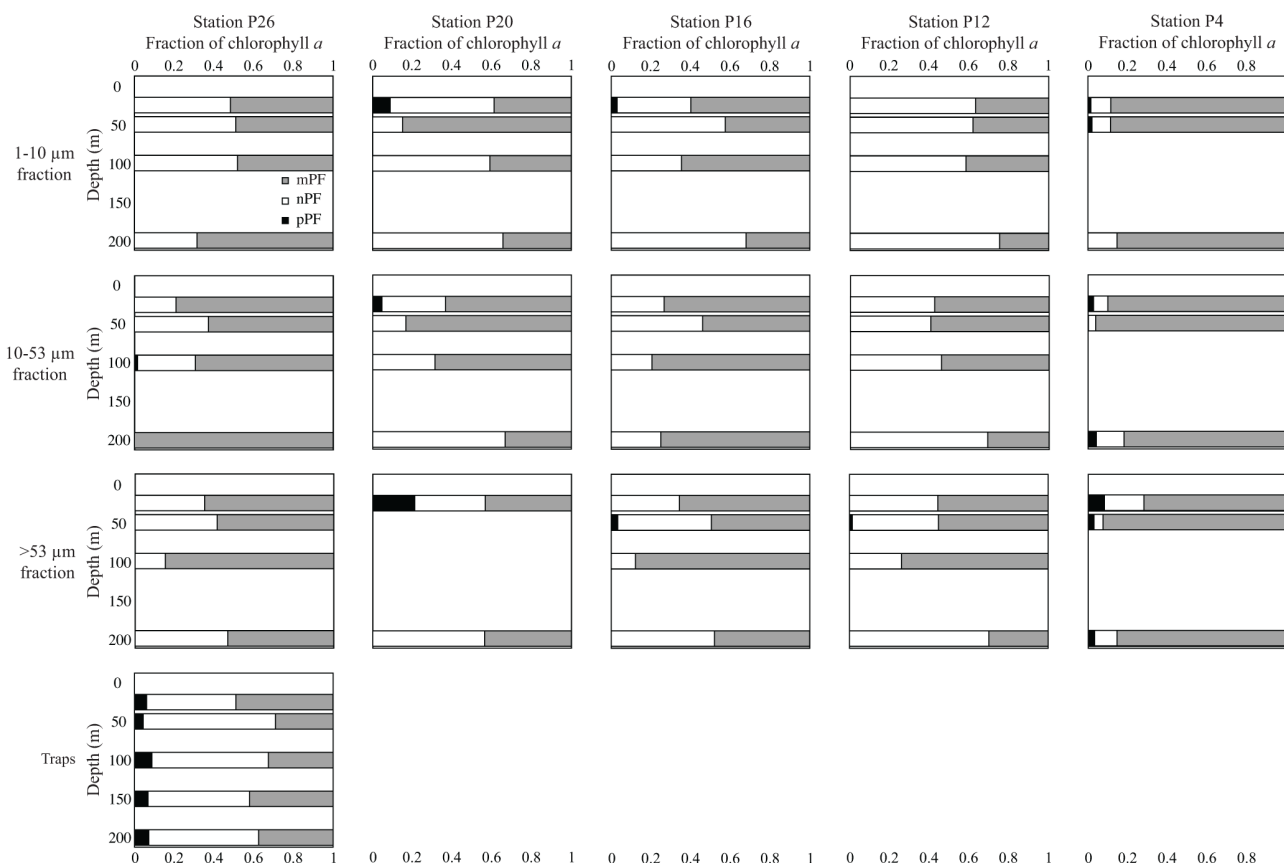 Station P26
Fraction of chlorophyll a
0 0.2 0.4 0.6 0.8 1
Station P20
Fraction of chlorophyll a
0 0.2 0.4 0.6 0.8 1
Station P16
Fraction of chlorophyll a
0 0.2 0.4 0.6 0.8 1
Station P12
Fraction of chlorophyll a
0 0.2 0.4 0.6 0.8 1
Station P4
Fraction of chlorophyll a
0 0.2 0.4 0.6 0.8
1-10 µm
fraction
Depth (m)
0
50
100
150
200
mPF
nPF
pPF
10-53 µm
fraction
Depth (m)
0
50
100
150
200
>53 µm
fraction
Depth (m)
0
50
100
150
200
Traps
Depth (m)
0
50
100
150
200
0 0.2 0.4 0.6 0.8 1
0 0.2 0.4 0.6 0.8 1
0 0.2 0.4 0.6 0.8 1
0 0.2 0.4 0.6 0.8 1
0 0.2 0.4 0.6 0.8